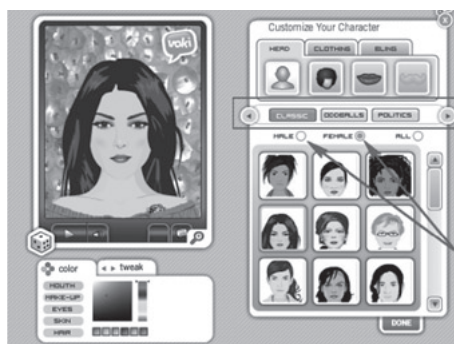 Customize Your Character
voki
HEAD
CLOTHING
BLING
CLASSIC
ODDBALLS
POLITICS
MALE
FEMALE
ALL
color
tweak
MOUTH
MAKE-UP
EYES
SKIN
HAIR
DONE